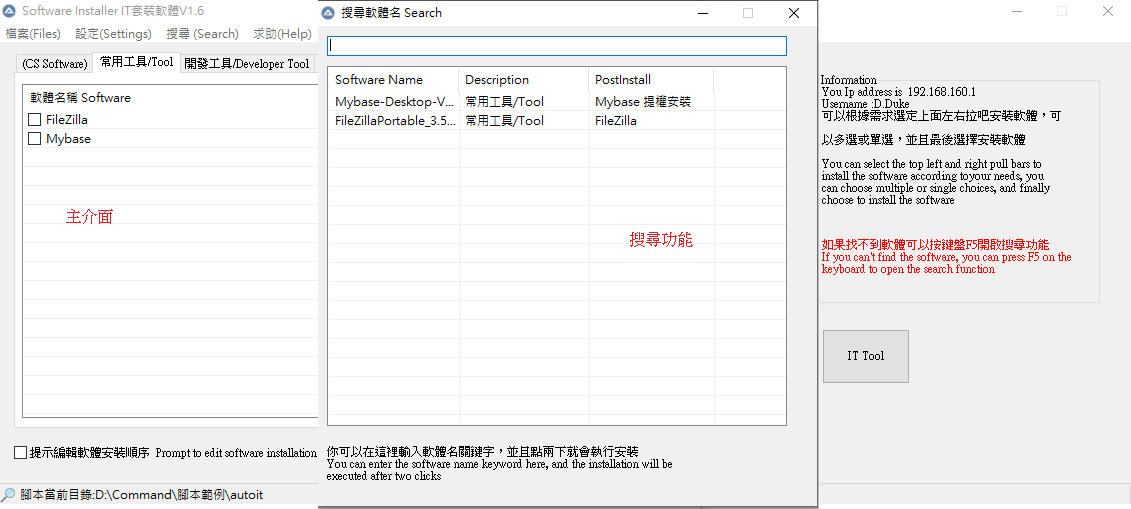 Software Installer IT套裝軟體V1.6
檔案(Files) 設定(Settings) 搜尋 (Search) 求助(Help)
(CS Software) 常用工具/Tool 開發工具/Developer Tool
軟體名稱 Software
FileZilla
Mybase
主介面
提示編輯軟體安裝順序 Prompt to edit software installation
腳本當前目錄:D:\Command\腳本範例\autoit
搜尋軟體名 Search
Software Name Description PostInstall
Mybase-Desktop-V... 常用工具/Tool Mybase 提權安裝
FileZillaPortable_3.5... 常用工具/Tool FileZilla
搜尋功能
你可以在這裡輸入軟體名關鍵字，並且點兩下就會執行安裝
You can enter the software name keyword here, and the installation will be
executed after two clicks
Information
You Ip address is 192.168.160.1
Username :D.Duke
可以根據需求選定上面左右拉吧安裝軟體，可
以多選或單選，並且最後選擇安裝軟體
You can select the top left and right pull bars to
install the software according toyour needs, you
can choose multiple or single choices, and finally
choose to install the software
如果找不到軟體可以按鍵盤F5開啟搜尋功能
If you can't find the software, you can press F5 on the
keyboard to open the search function
IT Tool